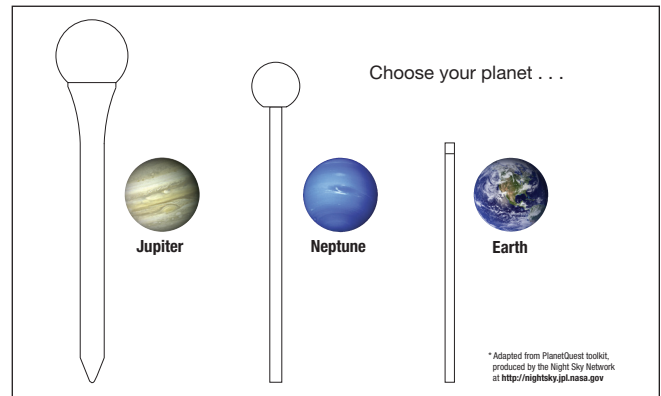 Choose your planet . . .
Jupiter
Neptune
Earth
* Adapted from PlanetQuest toolkit,
produced by the Night Sky Network
at http://nightsky.jpl.nasa.gov